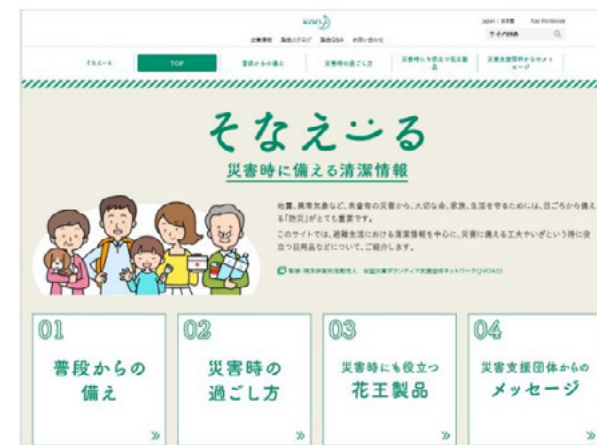 Kao
Japan | 日本語 Kao Worldwide
企業情報 製品カタログ 製品Q&A お問い合わせ
サイト内検索
そなえーる TOP 普段からの備え 災害時の過ごし方 災害時にも役立つ花王製品 災害支援団体からのメッセージ
そなえーる
災害時に備える清潔情報
地震、異常気象など、未曾有の災害から、大切な命、家族、生活を守るためには、日ごろから備え
る「防災」がとても重要です。
このサイトでは、避難生活における清潔情報を中心に、災害に備える工夫やいざという時に役
立つ日用品などについて、ご紹介します。
監修:特定非営利活動法人 全国災害ボランティア支援団体ネットワーク(JVOAD)
01
普段からの
備え
02
災害時の
過ごし方
03
災害時にも役立つ
花王製品
04
災害支援団体からの
メッセージ